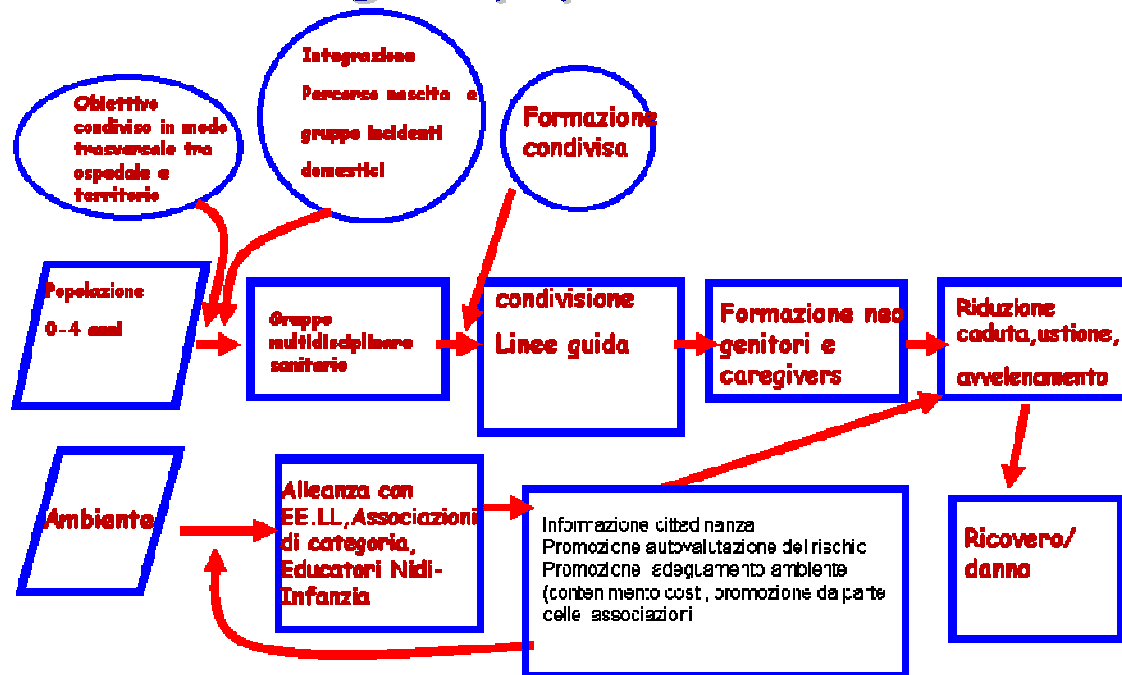 Obiettivo
condiviso in modo
trasversale tra
ospedale e
territorio
Integrazione
Percorso nascita e
gruppo incidenti
domestici
Formazione
condivisa
Popolazione
0-4 anni
Gruppo
multidisciplinare
sanitario
condivisione
Linee guida
Formazione neo
genitori e
caregivers
Riduzione
caduta,ustione,
avvelenamento
Ambiente
Alleanza con
EE.LL,Associazioni
di categoria,
Educatori Nidi-
Infanzia
Informazione cittadinanza
Promozione autovalutazione del rischio
Promozione adeguamento ambiente
(contenimento costi, promozione da parte
delle associazioni
Ricovero/
danno